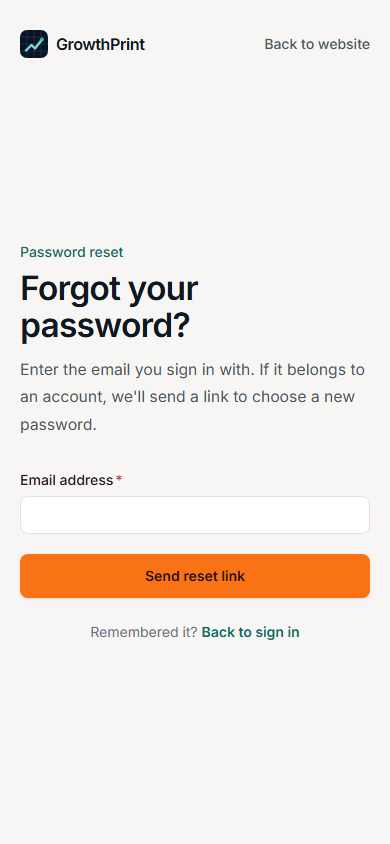 GrowthPrint
Back to website
Password reset
Forgot your
password?
Enter the email you sign in with. If it belongs to
an account, we'll send a link to choose a new
password.
Email address *
Send reset link
Remembered it? Back to sign in